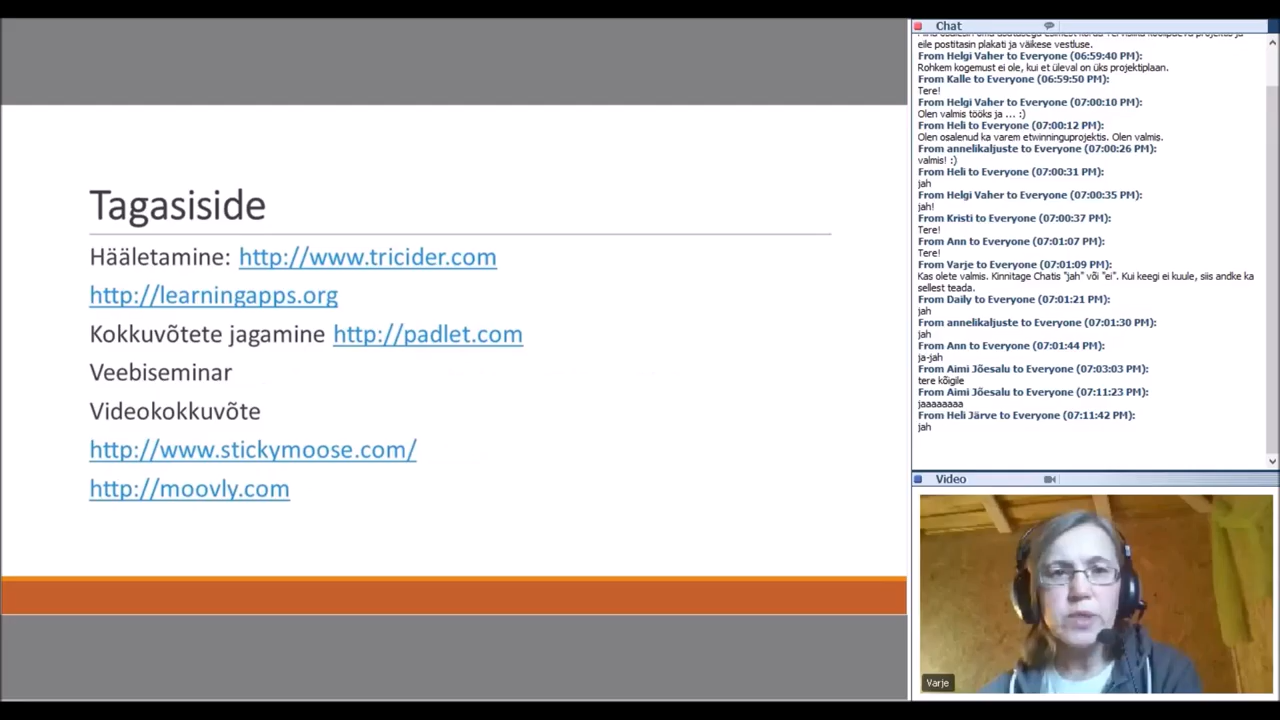 Tagasiside
Hääletamine: http://www.tricider.com
http://learningapps.org
Kokkuvõtete jagamine http://padlet.com
Veebiseminar
Videokokkuvõte
http://www.stickymoose.com/
http://moovly.com
Chat
eile postitasin plakati ja väikese vestluse.
From Helgi Vaher to Everyone (06:59:40 PM):
Rohkem kogemust ei ole, kui et üleval on üks projektiplaan.
From Kalle to Everyone (06:59:50 PM):
Tere!
From Helgi Vaher to Everyone (07:00:10 PM):
Olen valmis tööks ja ... :)
From Heli to Everyone (07:00:12 PM):
Olen osalenud ka varem etwinninguprojektis. Olen valmis.
From annelikaljuste to Everyone (07:00:26 PM):
valmis! :)
From Heli to Everyone (07:00:31 PM):
jah
From Helgi Vaher to Everyone (07:00:35 PM):
jah!
From Kristi to Everyone (07:00:37 PM):
Tere!
From Ann to Everyone (07:01:07 PM):
Tere!
From Varje to Everyone (07:01:09 PM):
Kas olete valmis. Kinnitage Chatis "jah" või "ei". Kui keegi ei kuule, siis andke ka
sellest teada.
From Daily to Everyone (07:01:21 PM):
jah
From annelikaljuste to Everyone (07:01:30 PM):
jah
From Ann to Everyone (07:01:44 PM):
ja-jah
From Aimi Jõesalu to Everyone (07:03:03 PM):
tere kõigile
From Aimi Jõesalu to Everyone (07:11:23 PM):
jaaaaaaaa
From Heli Järve to Everyone (07:11:42 PM):
jah
Video
Varje